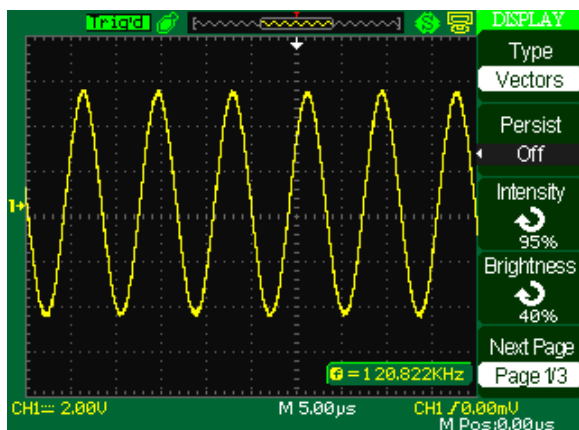 Trig'd S DISPLAY
Type
Vectors
Persist
Off
Intensity
95%
Brightness
40%
Next Page
Page 1/3
1
f = 120.822KHz
CH1 2.00V M 5.00µs CH1 0.00mV
M Pos:0.00µs